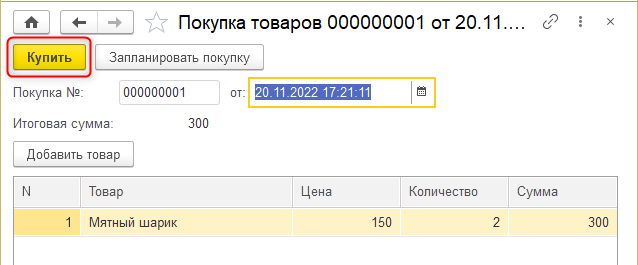 Покупка товаров 000000001 от 20.11....
Купить Запланировать покупку
Покупка №: 000000001 от: 20.11.2022 17:21:11
Итоговая сумма: 300
Добавить товар
N Товар Цена Количество Сумма
1 Мятный шарик 150 2 300